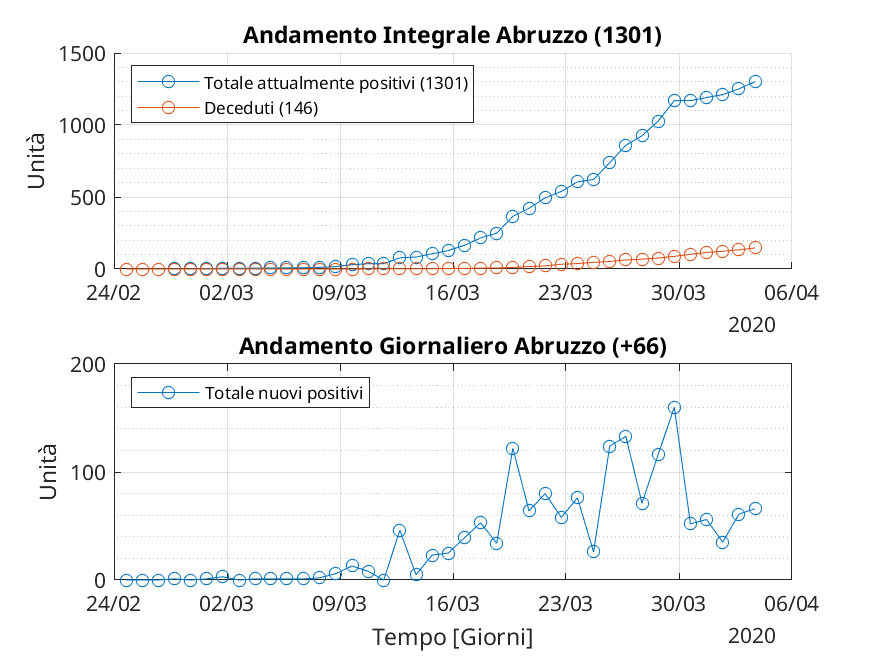 Andamento Integrale Abruzzo (1301)
1500
1000
500
0
Unità
Totale attualmente positivi (1301)
Deceduti (146)
24/02 02/03 09/03 16/03 23/03 30/03 06/04
2020
Andamento Giornaliero Abruzzo (+66)
200
100
0
Unità
Totale nuovi positivi
24/02 02/03 09/03 16/03 23/03 30/03 06/04
Tempo [Giorni]
2020